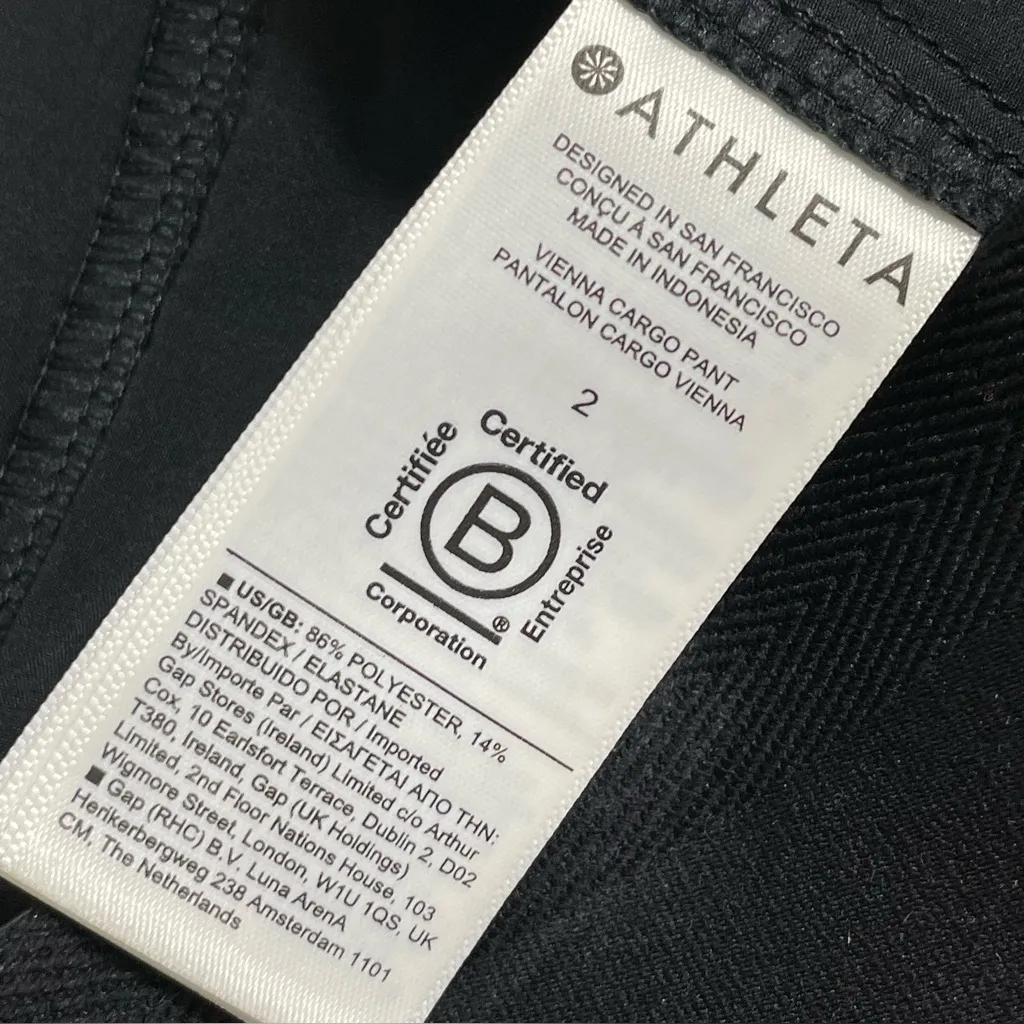 ATHLETA
DESIGNED IN SAN FRANCISCO
CONÇU À SAN FRANCISCO
MADE IN INDONESIA
VIENNA CARGO PANT
PANTALON CARGO VIENNA
2
Certified
Certifiée
B
Entreprise
Corporation
®
■ US/GB: 86% POLYESTER, 14%
SPANDEX / ELASTANE
DISTRIBUIDO POR / Imported
By/Importe Par / ΕΙΣΑΓΕΤΑΙ ΑΠΟ ΤΗΝ:
Gap Stores (Ireland) Limited c/o Arthur
Cox, 10 Earlsfort Terrace, Dublin 2, D02
T380, Ireland, Gap (UK Holdings)
Limited, 2nd Floor Nations House, 103
Wigmore Street, London, W1U 1QS, UK
■ Gap (RHC) B.V. Luna ArenA
Herikerbergweg 238 Amsterdam 1101
CM, The Netherlands